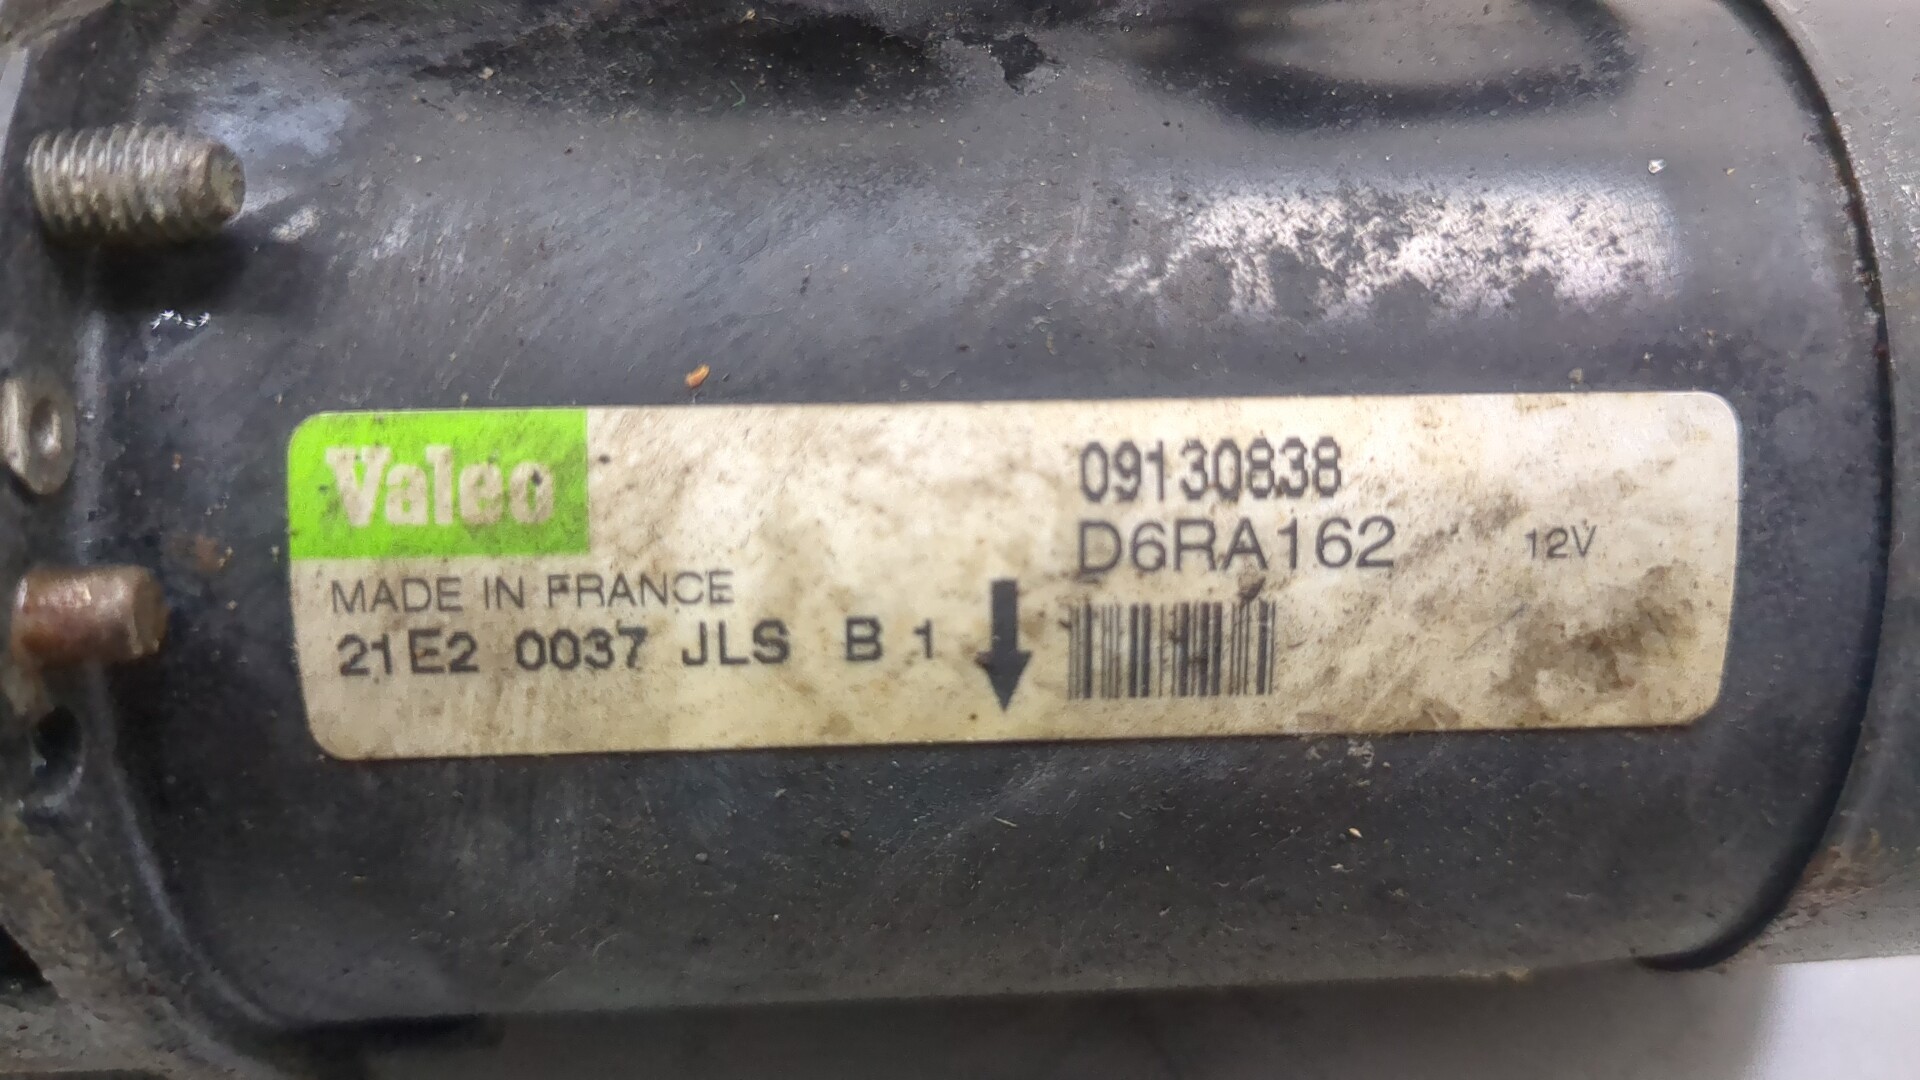 Valeo
09130838
D6RA162 12V
MADE IN FRANCE
21E2 0037 JLS B 1